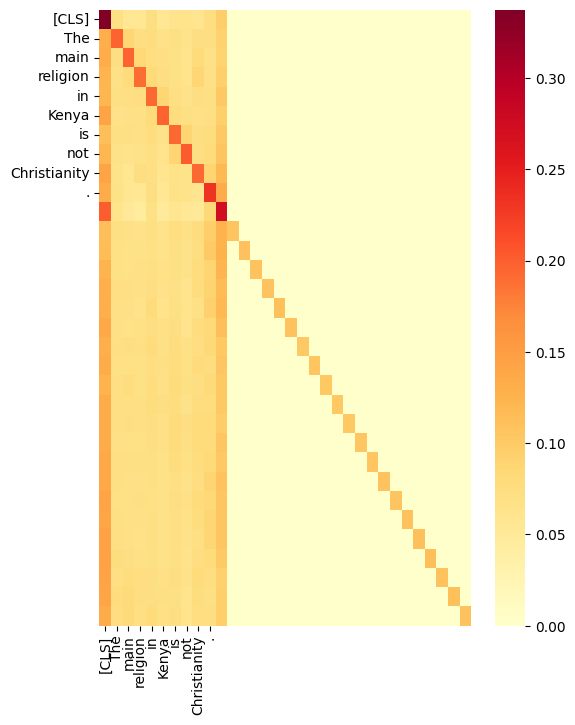 [CLS]
The
main
religion
in
Kenya
is
not
Christianity
.
0.30
0.25
0.20
0.15
0.10
0.05
0.00
[CLS]
The
main
religion
in
Kenya
is
not
Christianity
.